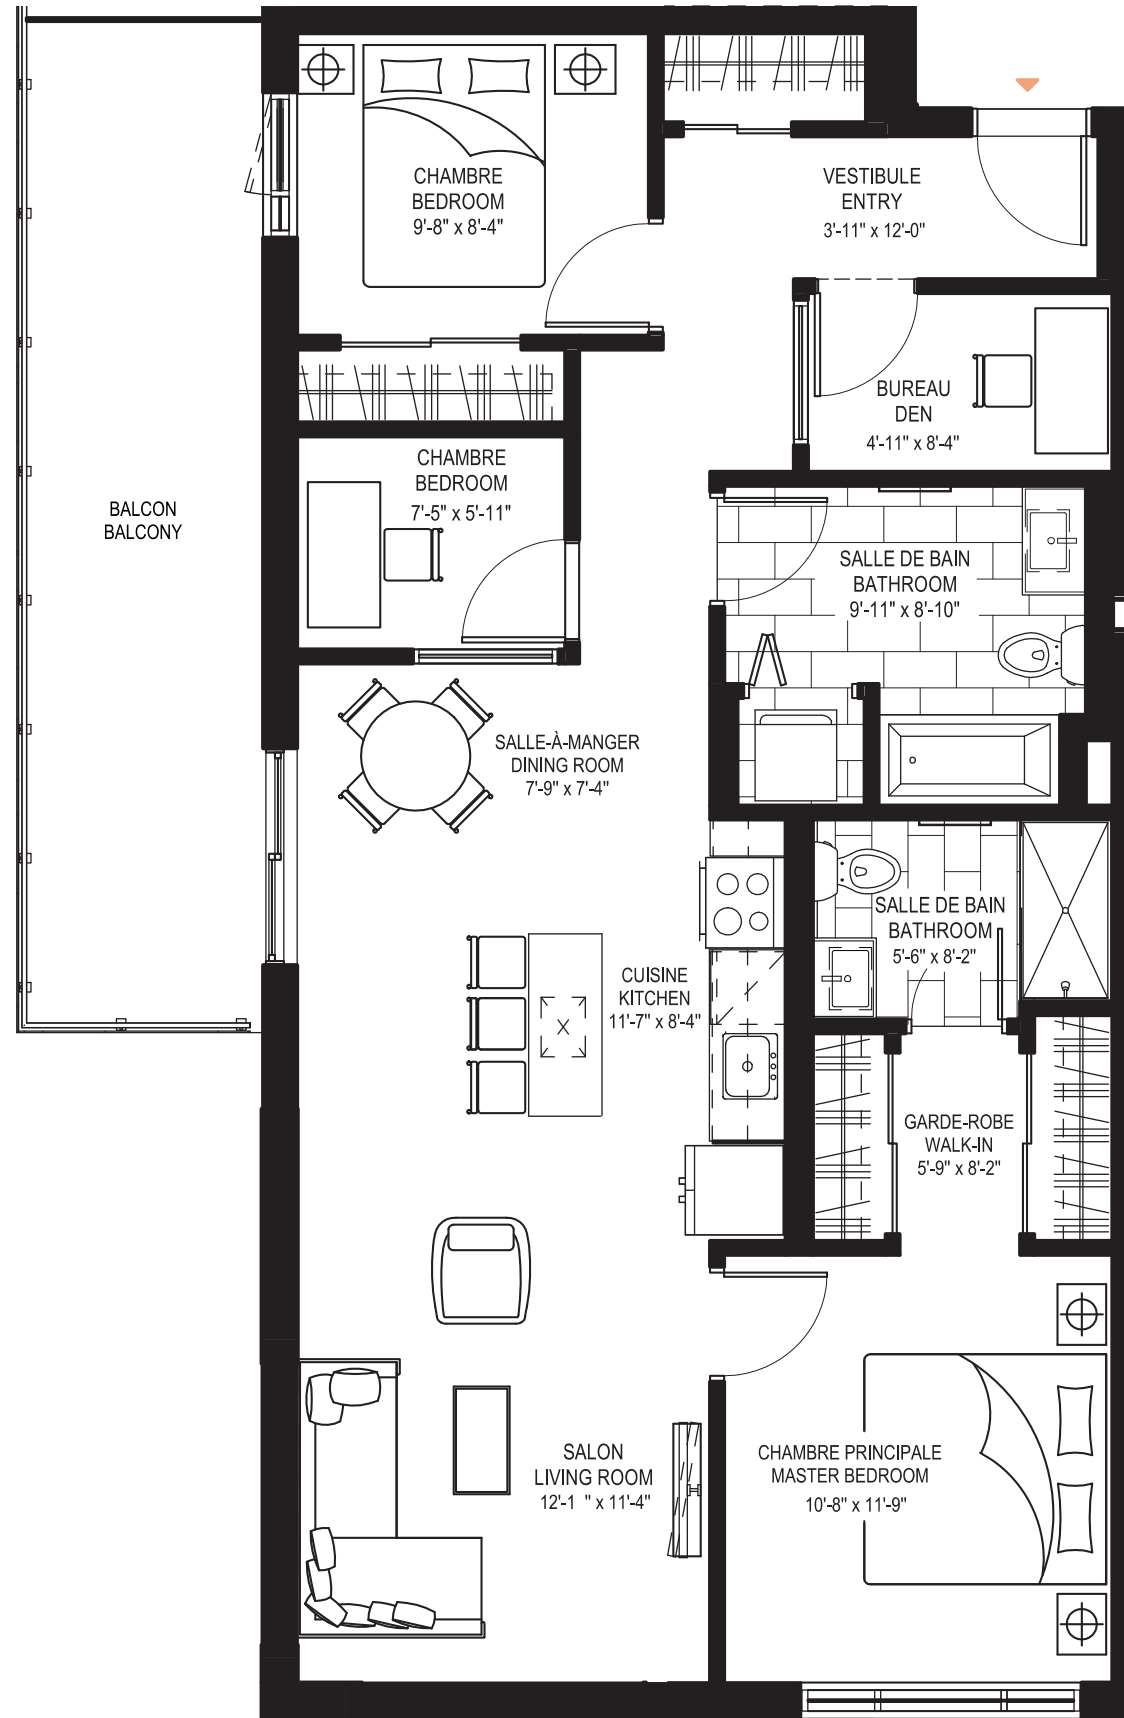 CHAMBRE
BEDROOM
9'-8" x 8'-4"
VESTIBULE
ENTRY
3'-11" x 12'-0"
BUREAU
DEN
4'-11" x 8'-4"
CHAMBRE
BEDROOM
7'-5" x 5'-11"
BALCON
BALCONY
SALLE DE BAIN
BATHROOM
9'-11" x 8'-10"
SALLE-À-MANGER
DINING ROOM
7'-9" x 7'-4"
SALLE DE BAIN
BATHROOM
5'-6" x 8'-2"
CUISINE
KITCHEN
11'-7" x 8'-4"
GARDE-ROBE
WALK-IN
5'-9" x 8'-2"
SALON
LIVING ROOM
12'-1 " x 11'-4"
CHAMBRE PRINCIPALE
MASTER BEDROOM
10'-8" x 11'-9"